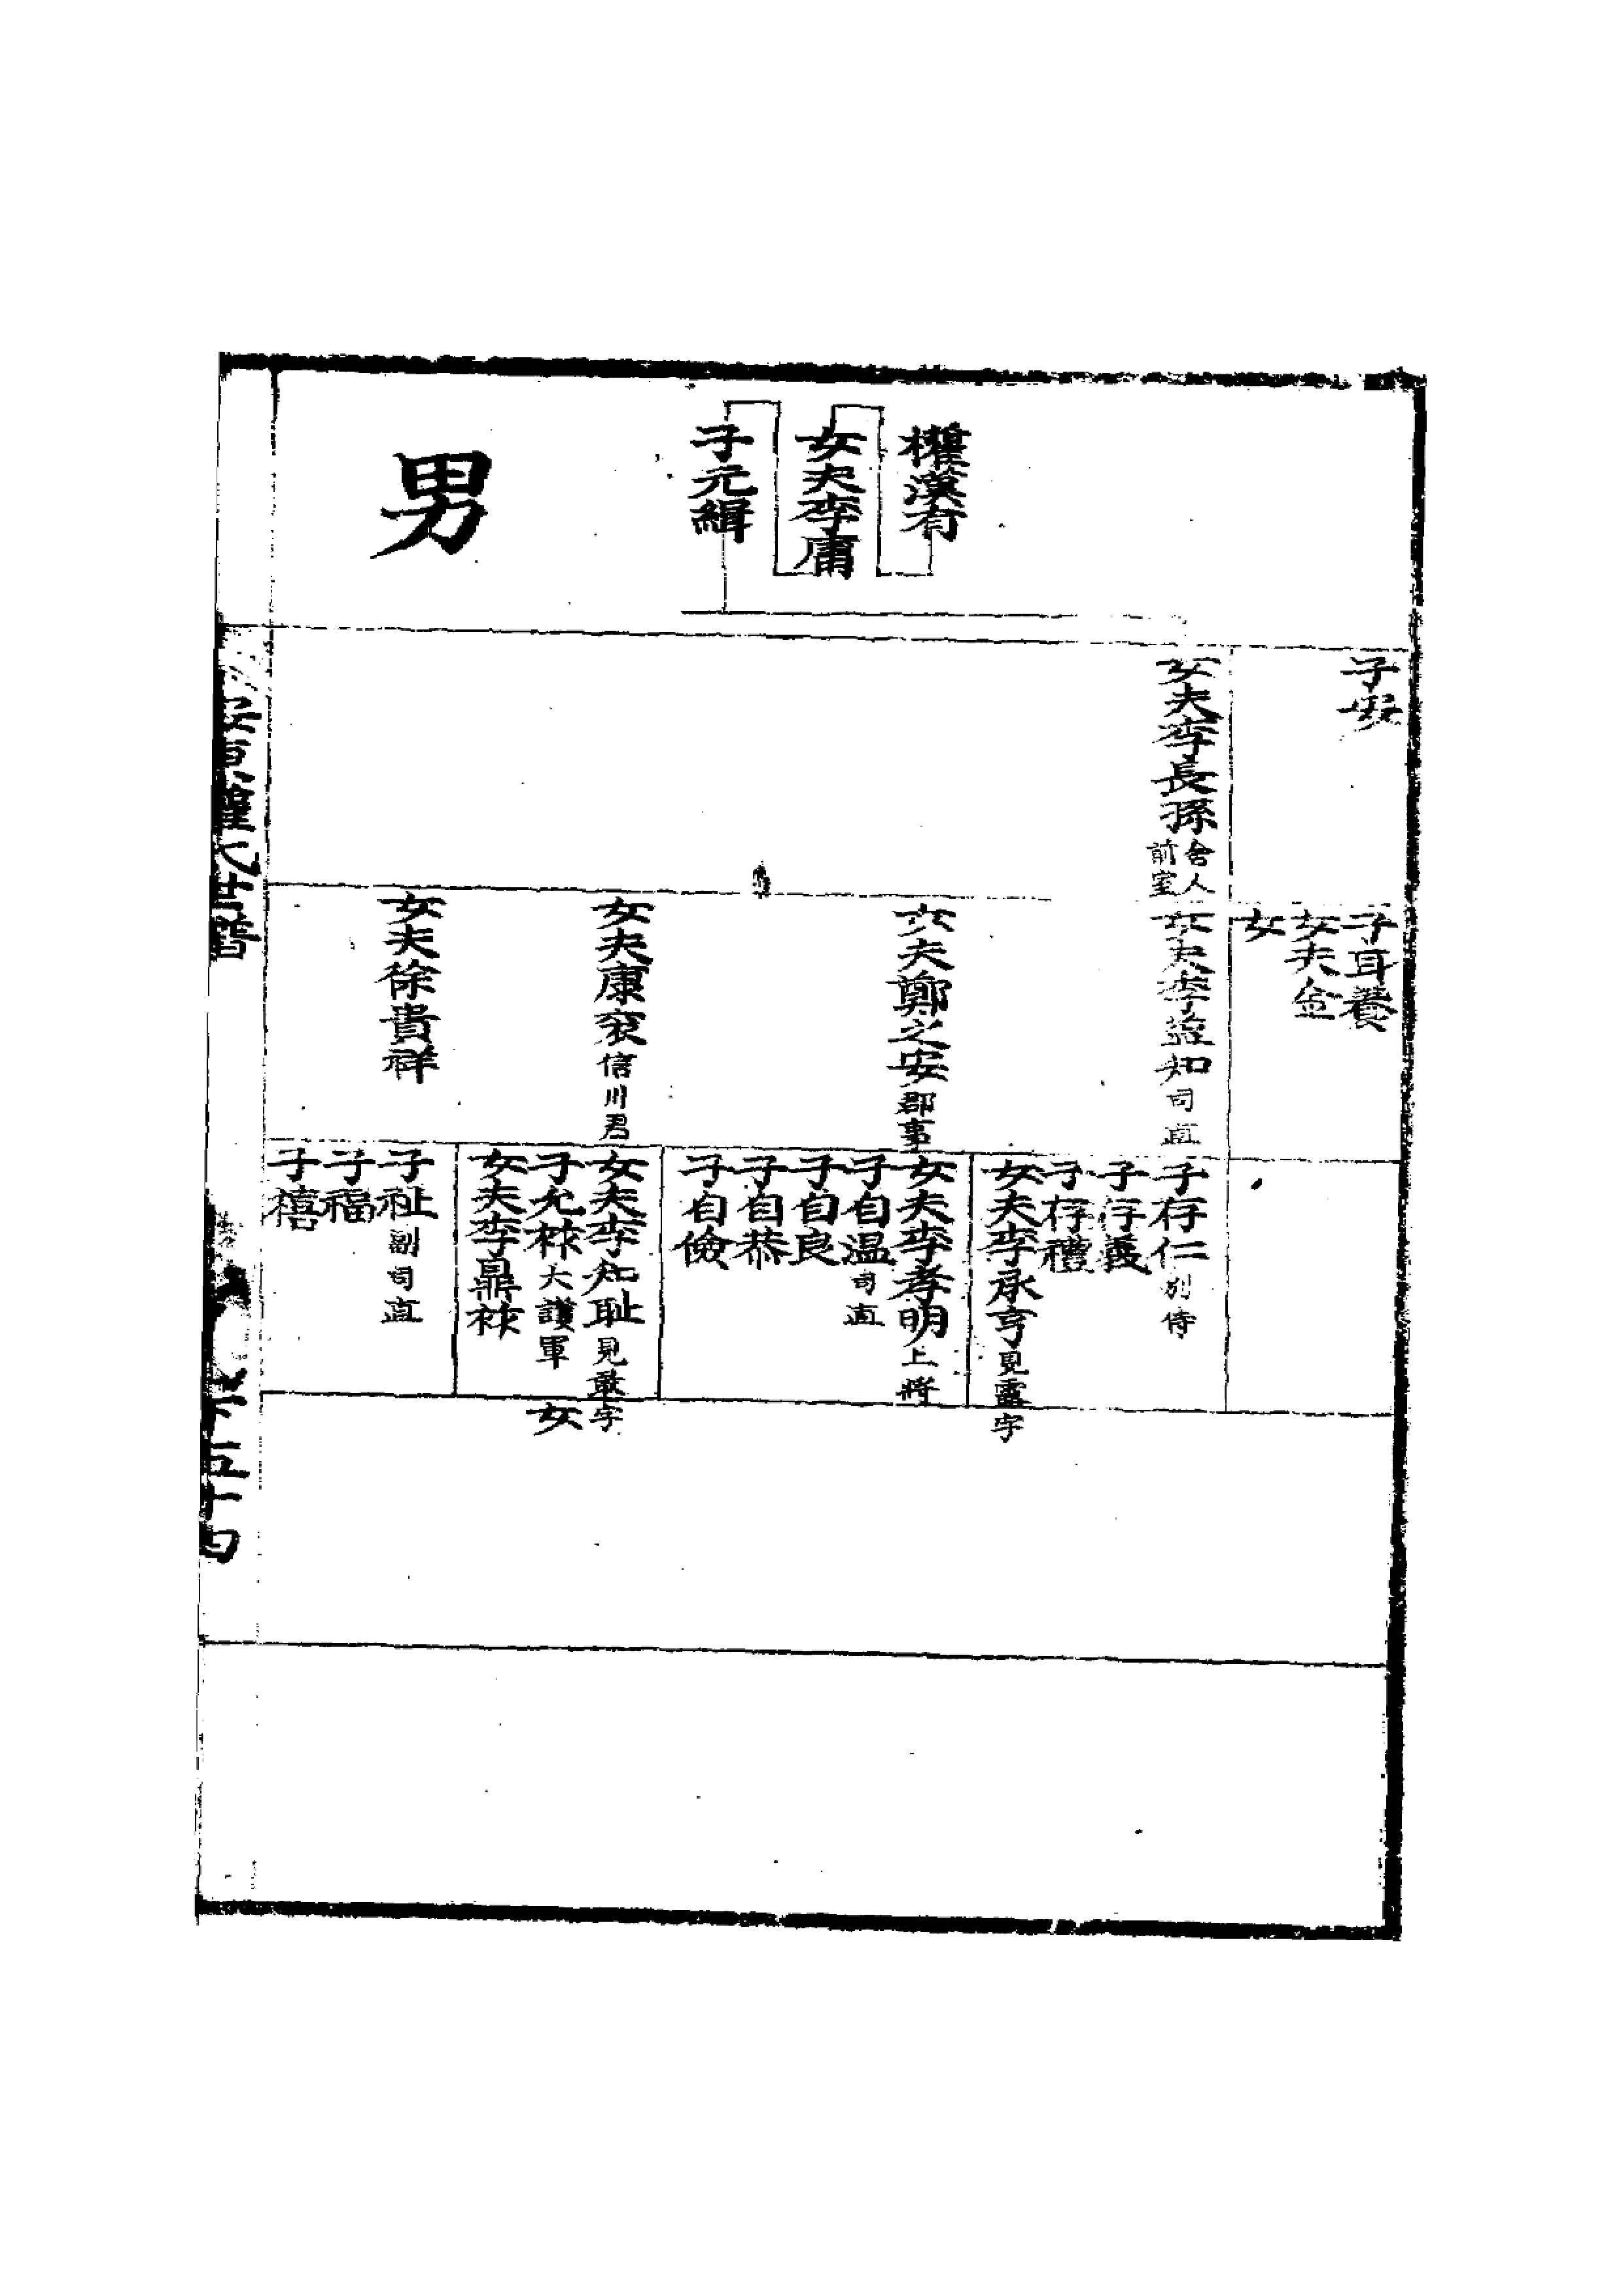 權漢有
女夫李庸
子元緝
男
子安
女夫李長孫 舍人
前室
子耳養
女夫金
女
女夫李益知 司直
女夫鄭之安 郡事
女夫康衮 信川君
女夫徐貴祥
子存仁 別侍
子存義
子存禮
女夫李承亨 見露字
女夫李孝明 上將
子自溫 司直
子自良
子自恭
子自儉
女夫李知恥 見敢字
子允祿 大護軍
女夫李鼎祿
子祉 副司直
子福
子禧
女
安東權氏世譜
五十四